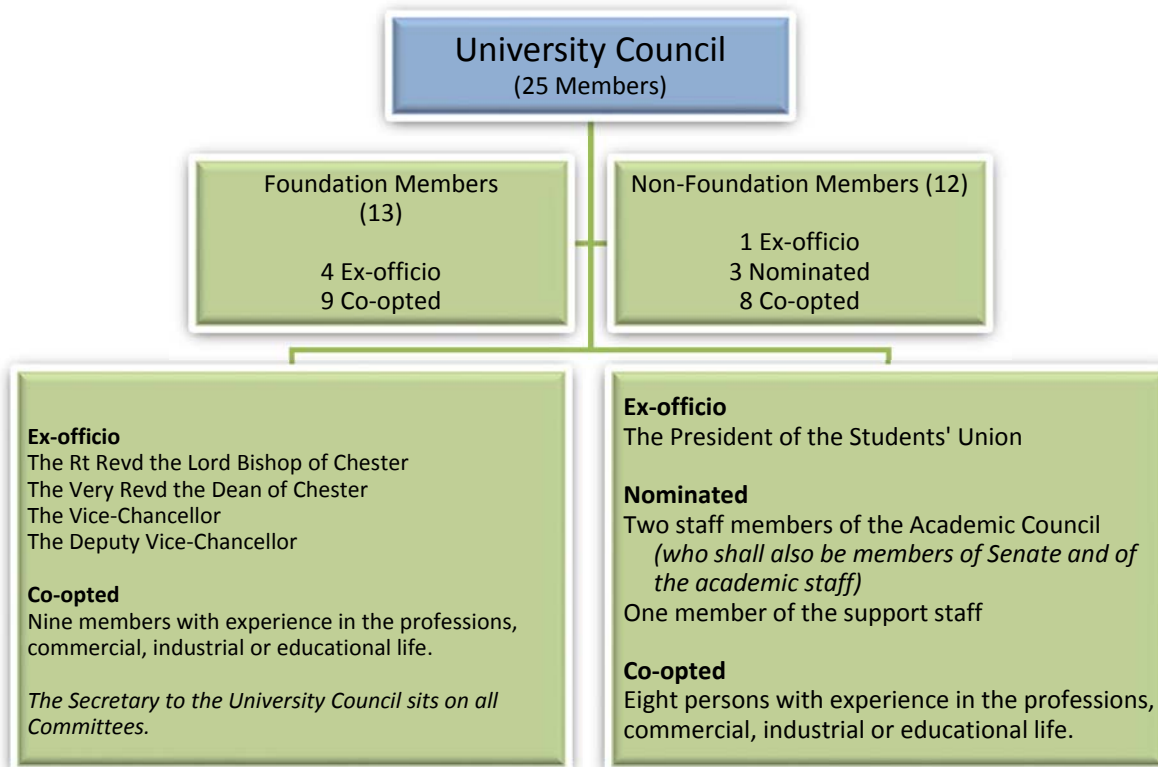 University Council
(25 Members)
Foundation Members
(13)
4 Ex-officio
9 Co-opted
Non-Foundation Members (12)
1 Ex-officio
3 Nominated
8 Co-opted
Ex-officio
The Rt Revd the Lord Bishop of Chester
The Very Revd the Dean of Chester
The Vice-Chancellor
The Deputy Vice-Chancellor
Co-opted
Nine members with experience in the professions,
commercial, industrial or educational life.
The Secretary to the University Council sits on all
Committees.
Ex-officio
The President of the Students' Union
Nominated
Two staff members of the Academic Council
(who shall also be members of Senate and of
the academic staff)
One member of the support staff
Co-opted
Eight persons with experience in the professions,
commercial, industrial or educational life.